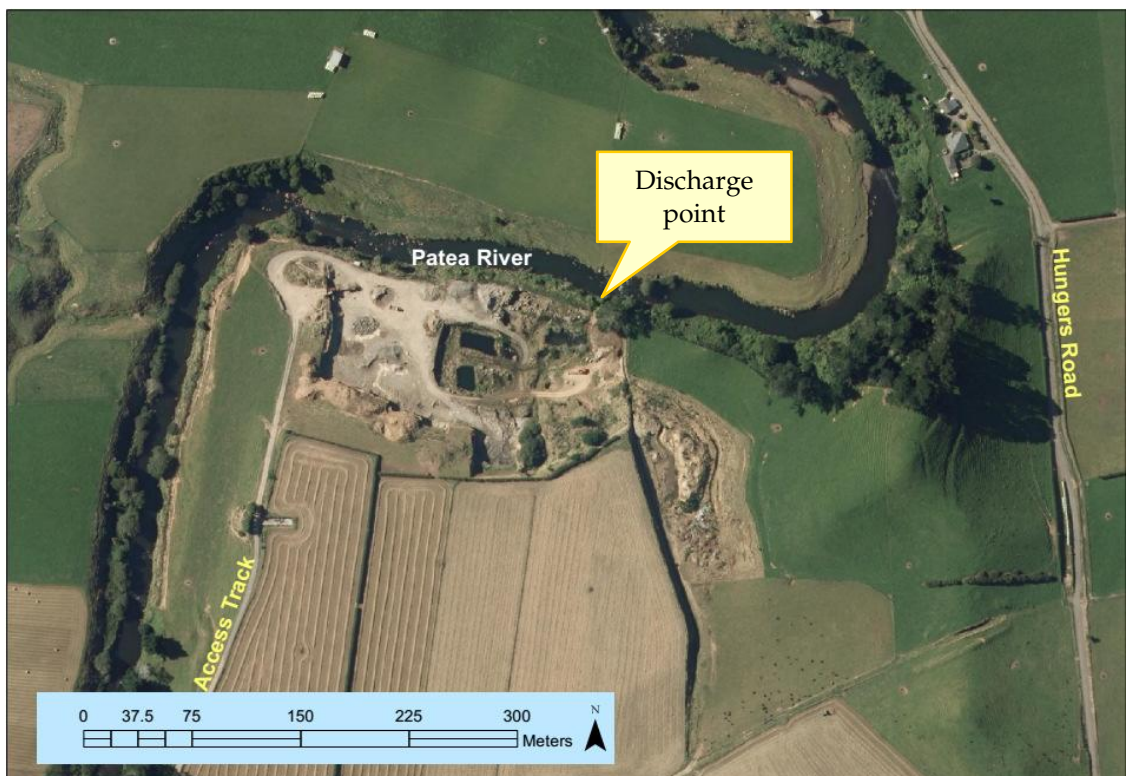 Discharge
point
Patea River
Hungers Road
Access Track
N
0 37.5 75 150 225 300
Meters